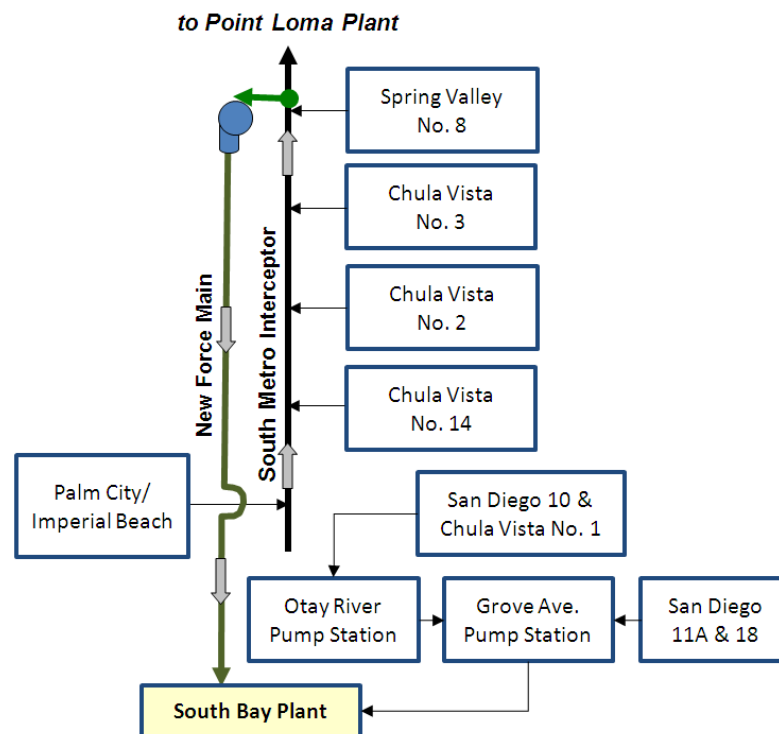 to Point Loma Plant
Spring Valley
No. 8
Chula Vista
No. 3
Chula Vista
No. 2
New Force Main
South Metro Interceptor
Chula Vista
No. 14
Palm City/
Imperial Beach
San Diego 10 &
Chula Vista No. 1
Otay River
Pump Station
Grove Ave.
Pump Station
San Diego
11A & 18
South Bay Plant